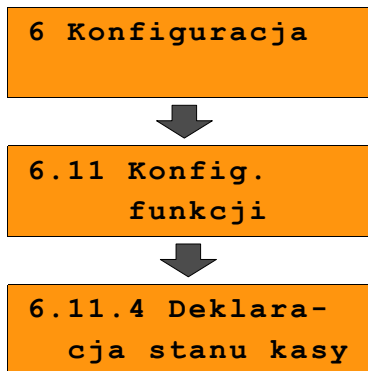 6 Konfiguracja
6.11 Konfig.
funkcji
6.11.4 Deklara-
cja stanu kasy